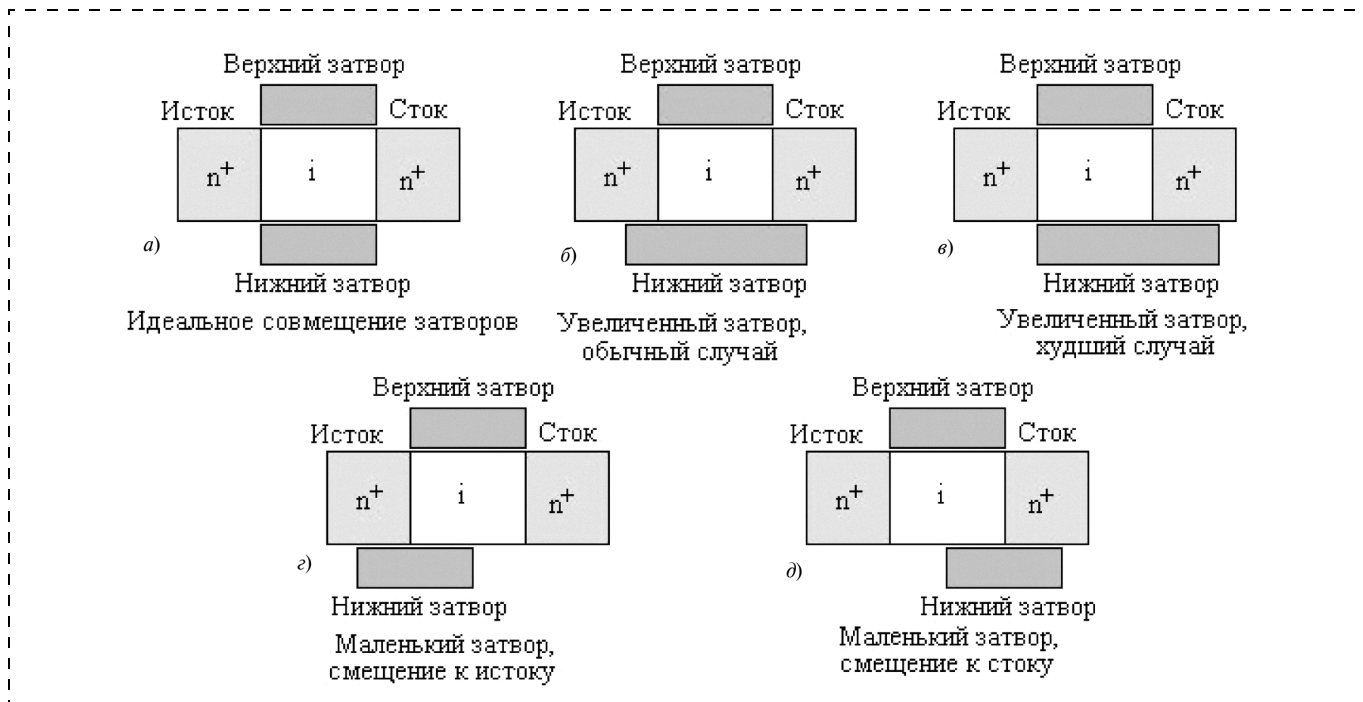 Верхний затвор
Исток
Сток
n+
i
n+
а)
Нижний затвор
Идеальное совмещение затворов
Верхний затвор
Исток
Сток
n+
i
n+
б)
Нижний затвор
Увеличенный затвор,
обычный случай
Верхний затвор
Исток
Сток
n+
i
n+
в)
Нижний затвор
Увеличенный затвор,
худший случай
Верхний затвор
Исток
Сток
n+
i
n+
г)
Нижний затвор
Маленький затвор,
смещение к истоку
Верхний затвор
Исток
Сток
n+
i
n+
д)
Нижний затвор
Маленький затвор,
смещение к стоку